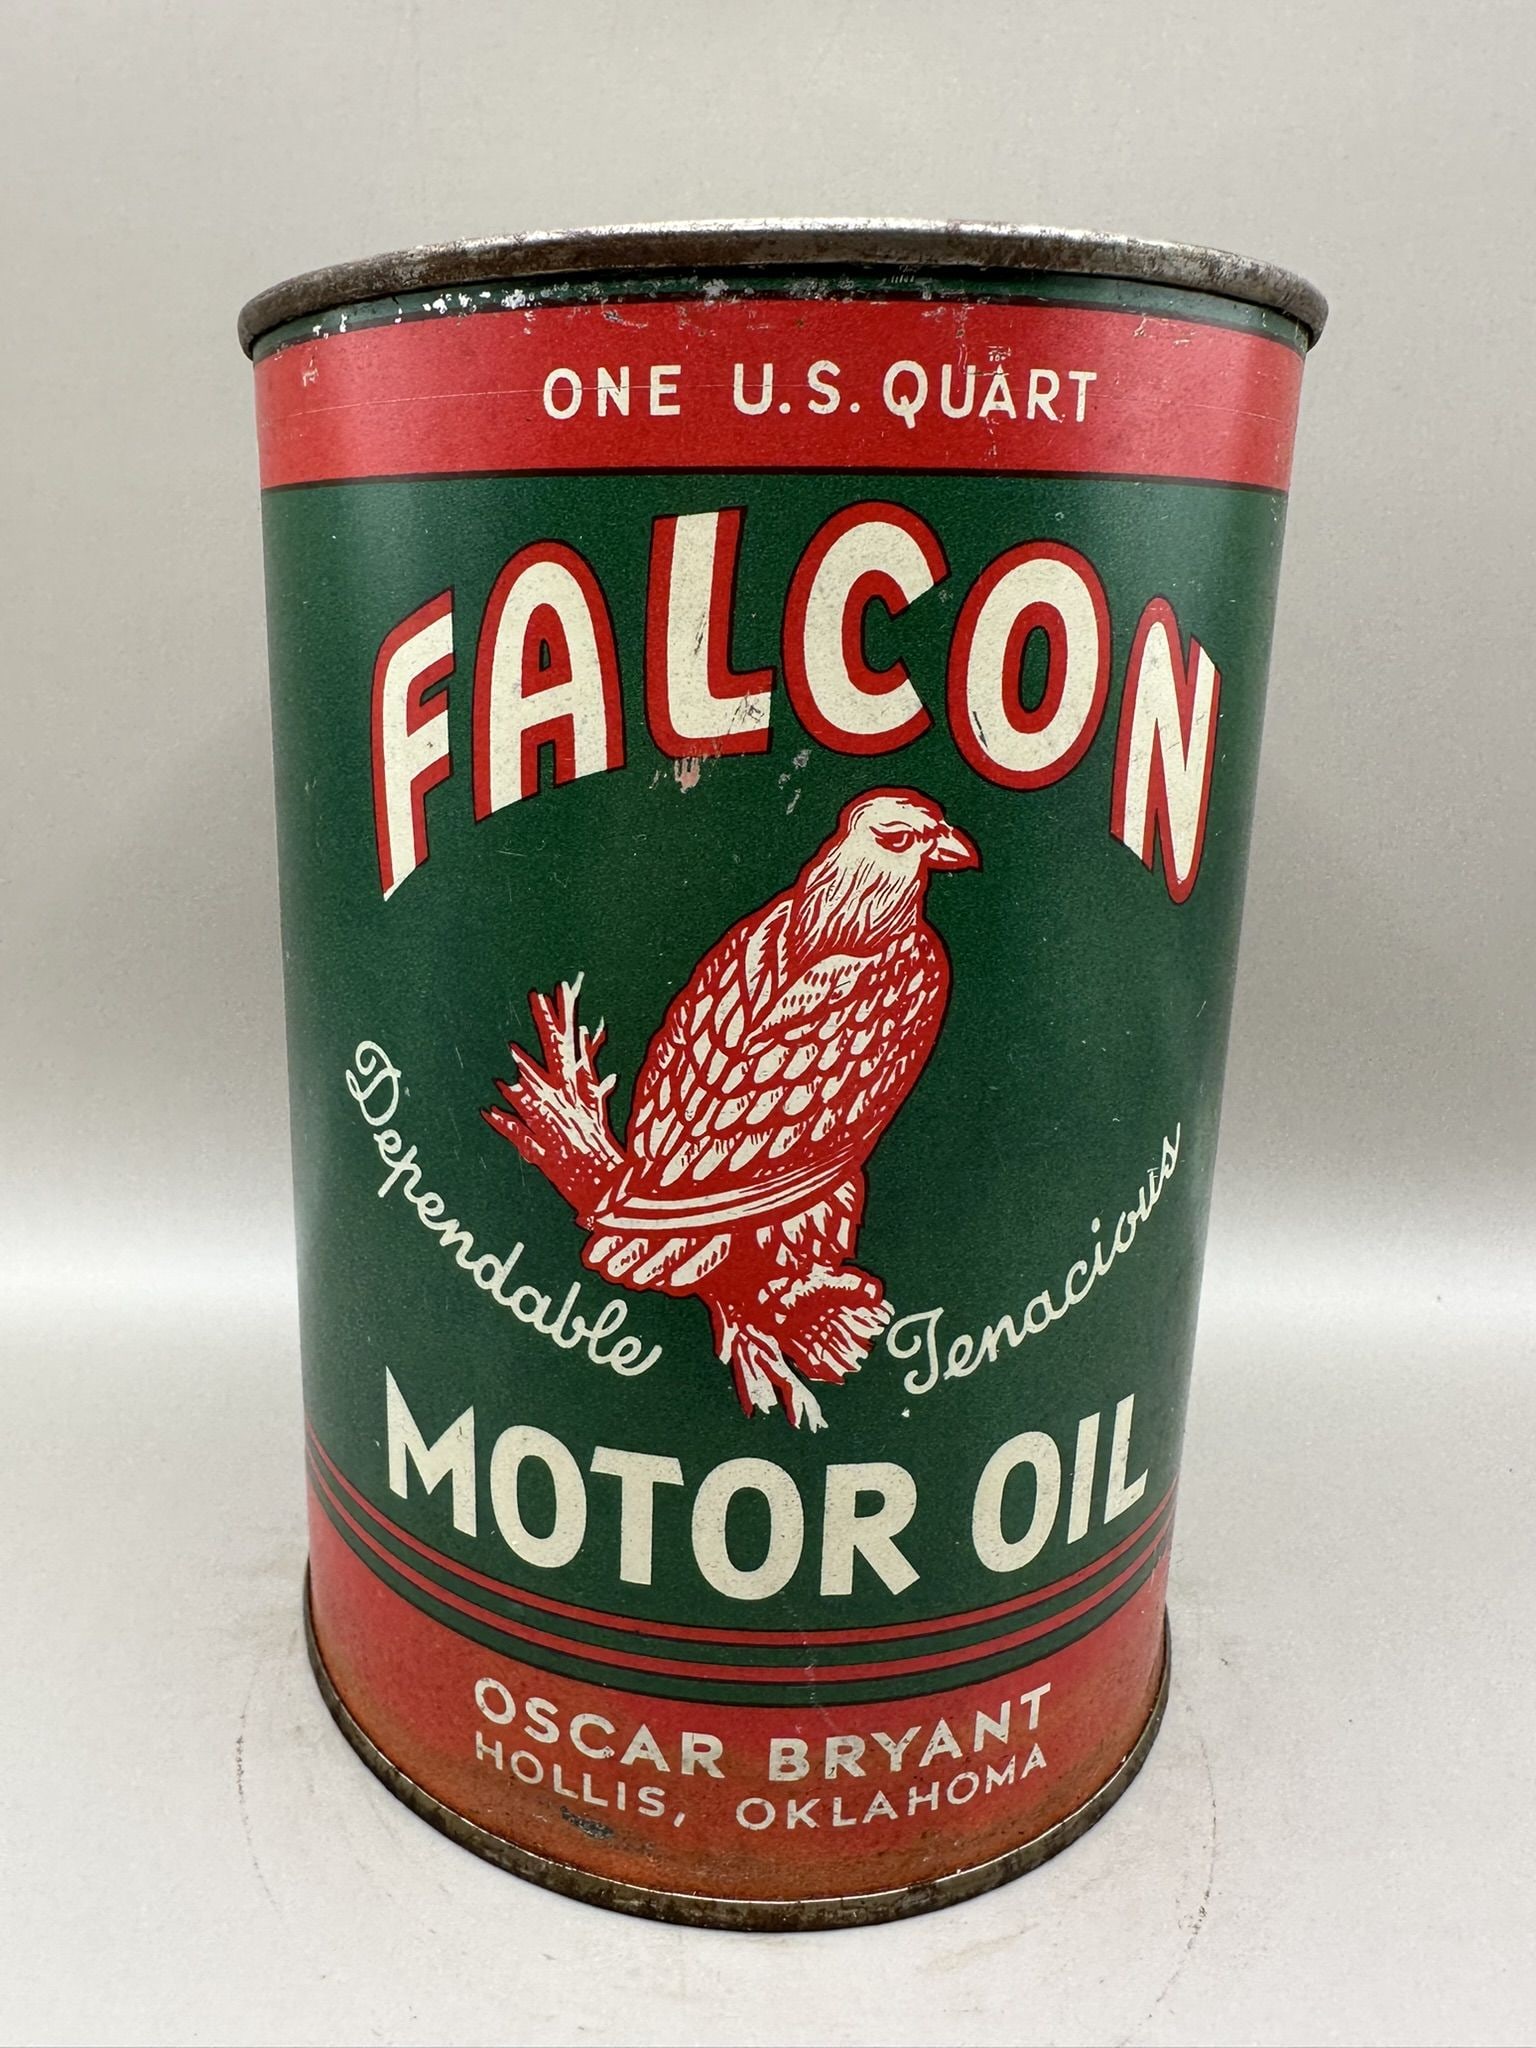 ONE U.S. QUART
FALCON
Dependable
Tenacious
MOTOR OIL
OSCAR BRYANT
HOLLIS, OKLAHOMA